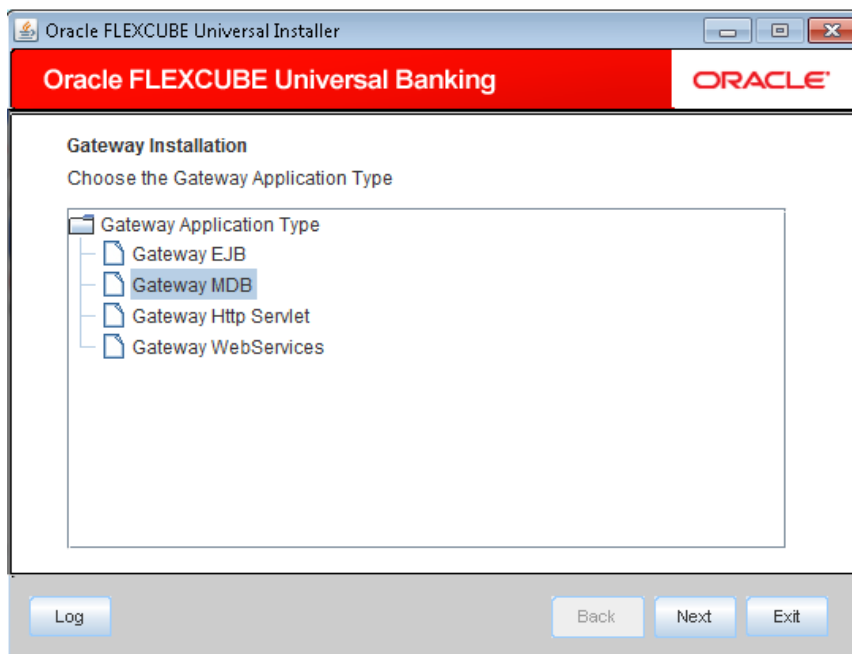 Oracle FLEXCUBE Universal Installer
Oracle FLEXCUBE Universal Banking
ORACLE
Gateway Installation
Choose the Gateway Application Type
Gateway Application Type
Gateway EJB
Gateway MDB
Gateway Http Servlet
Gateway WebServices
Log
Back
Next
Exit